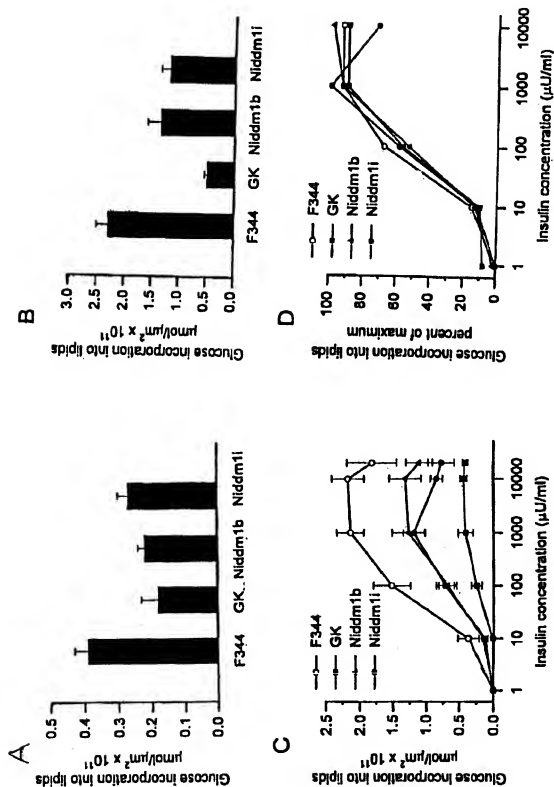 A
Glucose incorporation into lipids
µmol/µm² x 10¹¹
0.5
0.4
0.3
0.2
0.1
0
F344
GK..
Niddm1b
Niddm1i
B
Glucose incorporation into lipids
µmol/µm² x 10¹¹
3.0
2.5
2.0
1.5
1.0
0.5
0.0
F344
GK
Niddm1b
Niddm1i
C
Glucose incorporation into lipids
µmol/µm² x 10¹¹
2.5
2.0
1.5
1.0
0.5
0.0
F344
GK
Niddm1b
Niddm1i
1
10
100
1000
10000
Insulin concentration (µU/ml)
D
Glucose incorporation into lipids
percent of maximum
100
80
60
40
20
0
F344
GK
Niddm1b
Niddm1i
1
10
100
1000
10000
Insulin concentration (µU/ml)